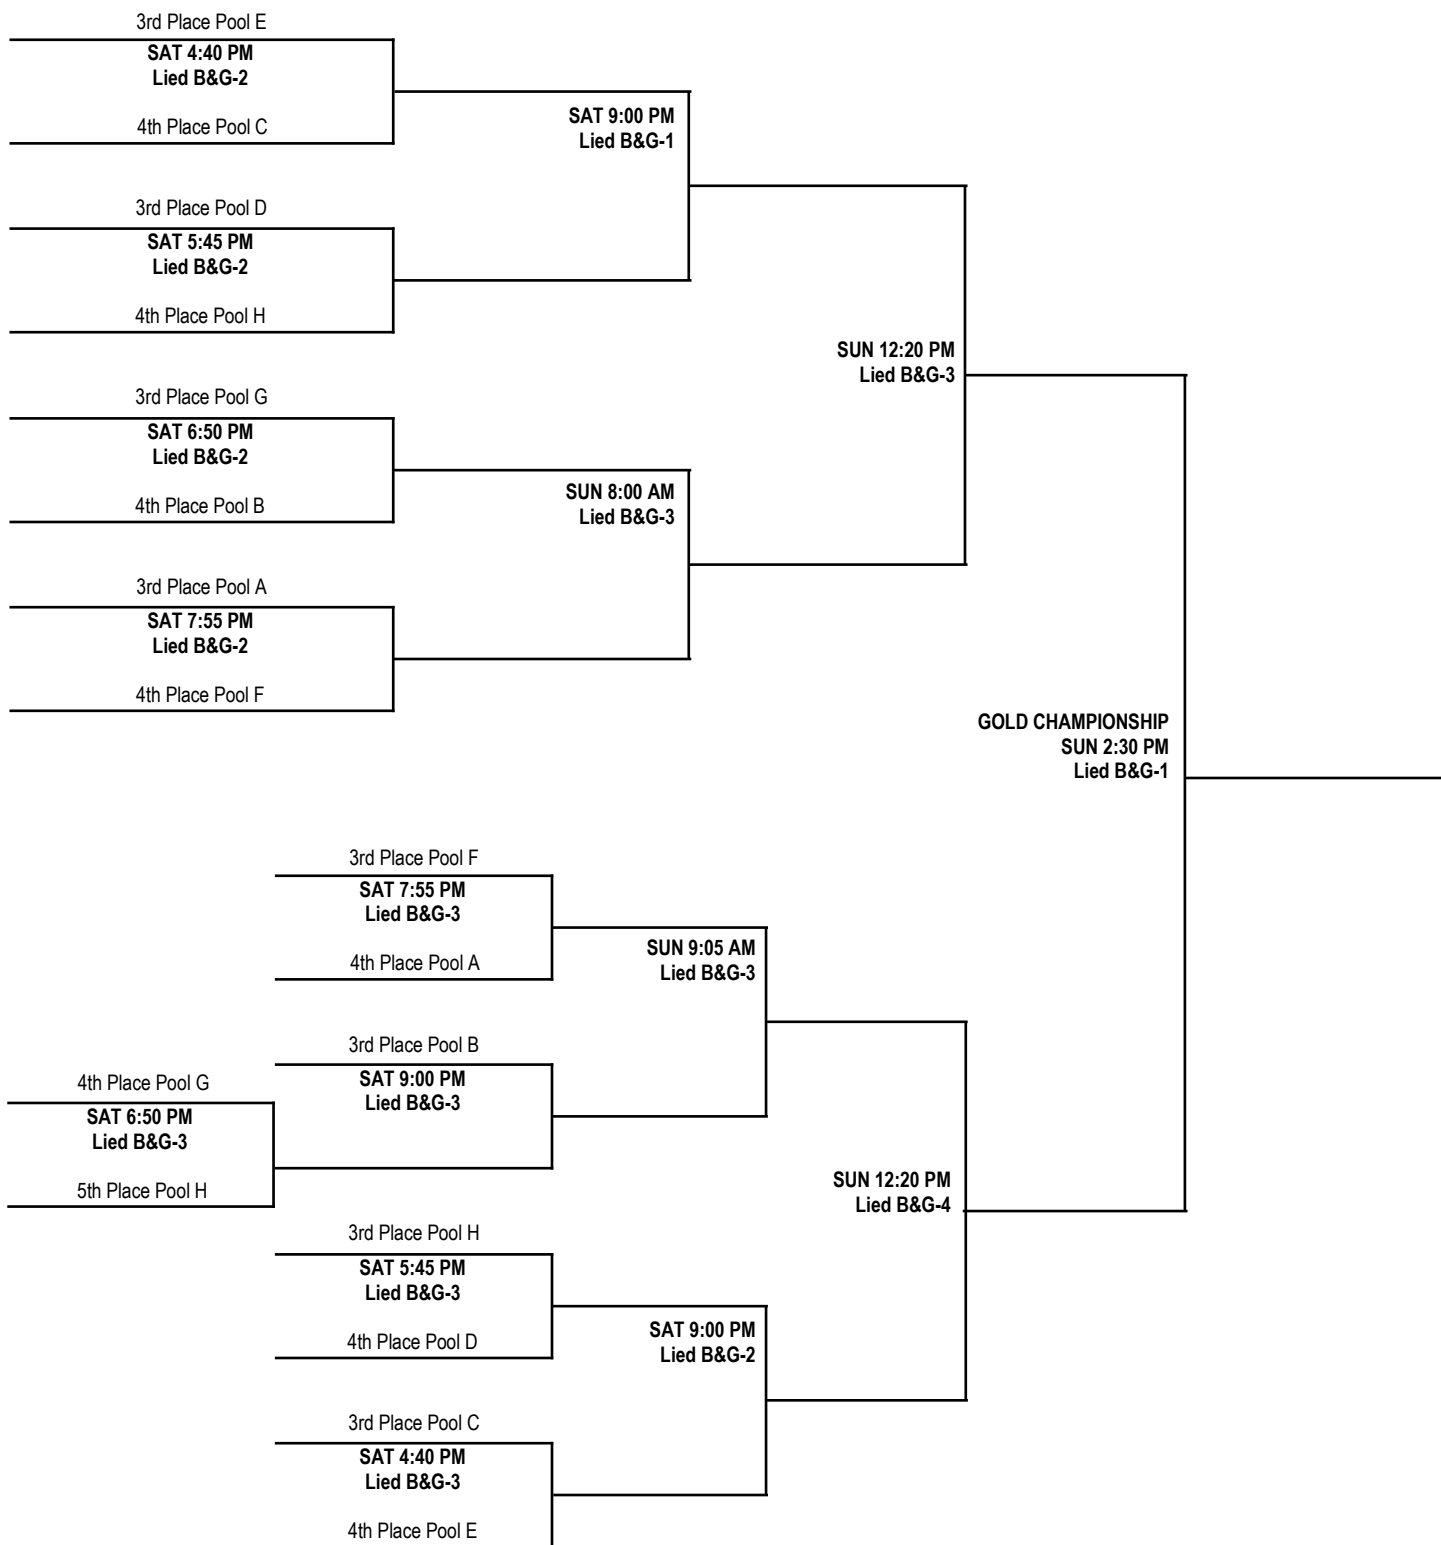 3rd Place Pool E
SAT 4:40 PM
Lied B&G-2
4th Place Pool C
SAT 9:00 PM
Lied B&G-1
3rd Place Pool D
SAT 5:45 PM
Lied B&G-2
4th Place Pool H
SUN 12:20 PM
Lied B&G-3
3rd Place Pool G
SAT 6:50 PM
Lied B&G-2
4th Place Pool B
SUN 8:00 AM
Lied B&G-3
3rd Place Pool A
SAT 7:55 PM
Lied B&G-2
4th Place Pool F
GOLD CHAMPIONSHIP
SUN 2:30 PM
Lied B&G-1
3rd Place Pool F
SAT 7:55 PM
Lied B&G-3
4th Place Pool A
SUN 9:05 AM
Lied B&G-3
3rd Place Pool B
SAT 9:00 PM
Lied B&G-3
4th Place Pool G
SAT 6:50 PM
Lied B&G-3
5th Place Pool H
SUN 12:20 PM
Lied B&G-4
3rd Place Pool H
SAT 5:45 PM
Lied B&G-3
4th Place Pool D
SAT 9:00 PM
Lied B&G-2
3rd Place Pool C
SAT 4:40 PM
Lied B&G-3
4th Place Pool E